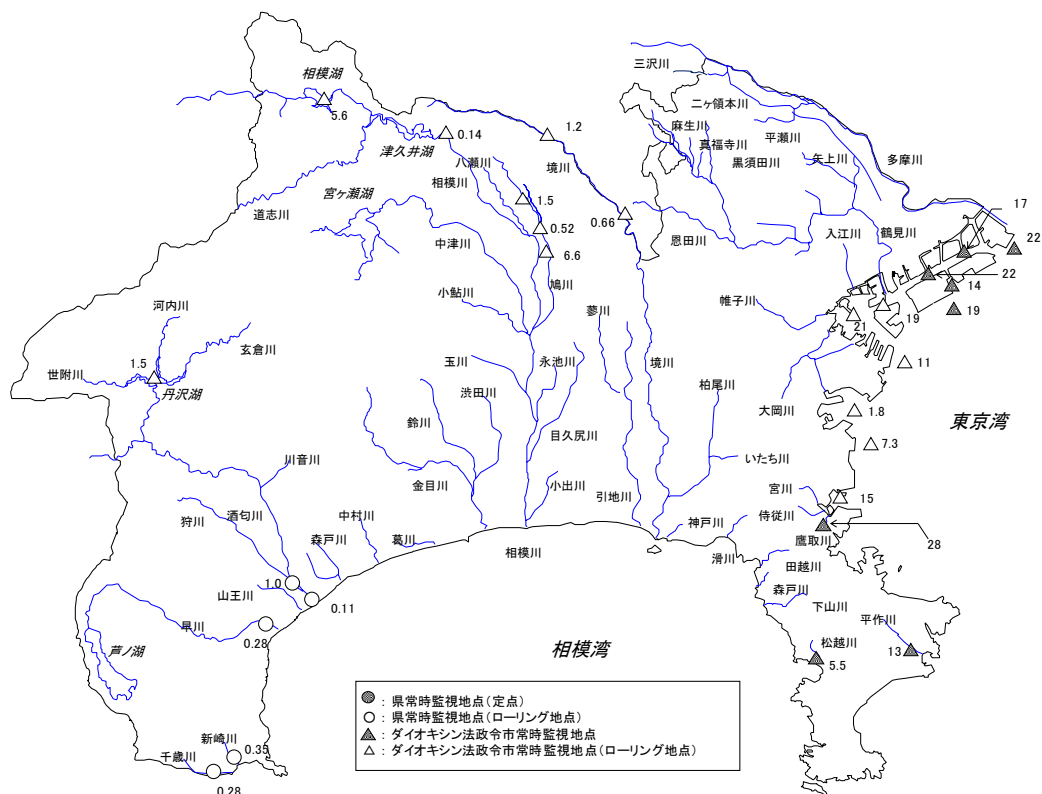 三沢川
相模湖
二ヶ領本川
5.6
麻生川
平瀬川
真福寺川
0.14
1.2
津久井湖
境川
矢上川
多摩川
八瀬川
黒須田川
相模川
宮ヶ瀬湖
1.5
17
道志川
0.66
0.52
恩田川
入江川
鶴見川
22
中津川
6.6
22
鳩川
14
小鮎川
河内川
蓼川
帷子川
21
19
19
玄倉川
1.5
玉川
永池川
境川
11
世附川
丹沢湖
渋田川
柏尾川
大岡川
1.8
東京湾
鈴川
目久尻川
7.3
川音川
いたち川
金目川
小出川
引地川
宮川
15
狩川
酒匂川
中村川
神戸川
侍従川
森戸川
葛川
鷹取川
28
相模川
滑川
田越川
1.0
山王川
森戸川
0.11
下山川
早川
平作川
0.28
松越川
芦ノ湖
相模湾
13
5.5
: 県常時監視地点(定点)
: 県常時監視地点(ローリング地点)
: ダイオキシン法政令市常時監視地点
: ダイオキシン法政令市常時監視地点(ローリング地点)
新崎川
0.35
千歳川
0.28